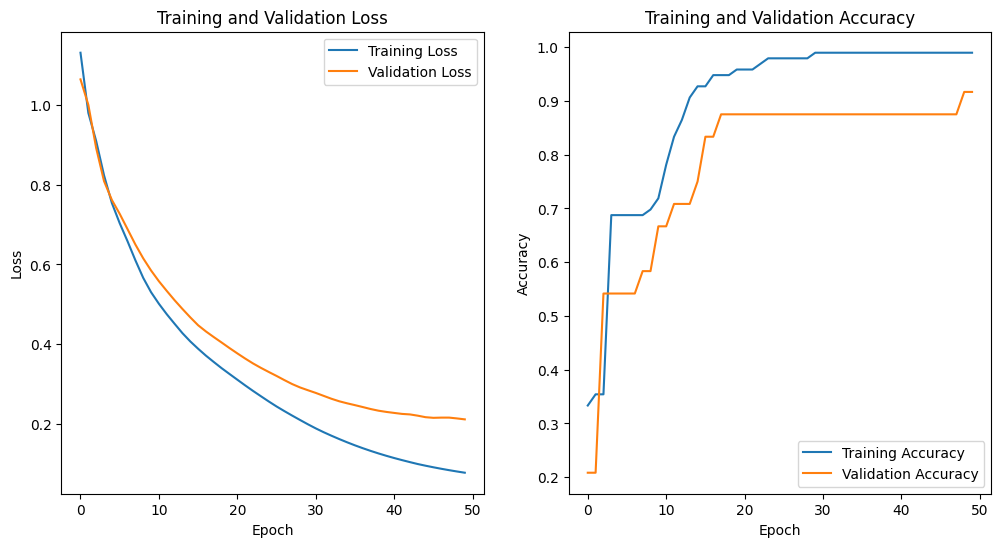 Training and Validation Loss
Training Loss
Validation Loss
Loss
1.0
0.8
0.6
0.4
0.2
0 10 20 30 40 50
Epoch
Training and Validation Accuracy
Accuracy
1.0
0.9
0.8
0.7
0.6
0.5
0.4
0.3
0.2
Training Accuracy
Validation Accuracy
0 10 20 30 40 50
Epoch